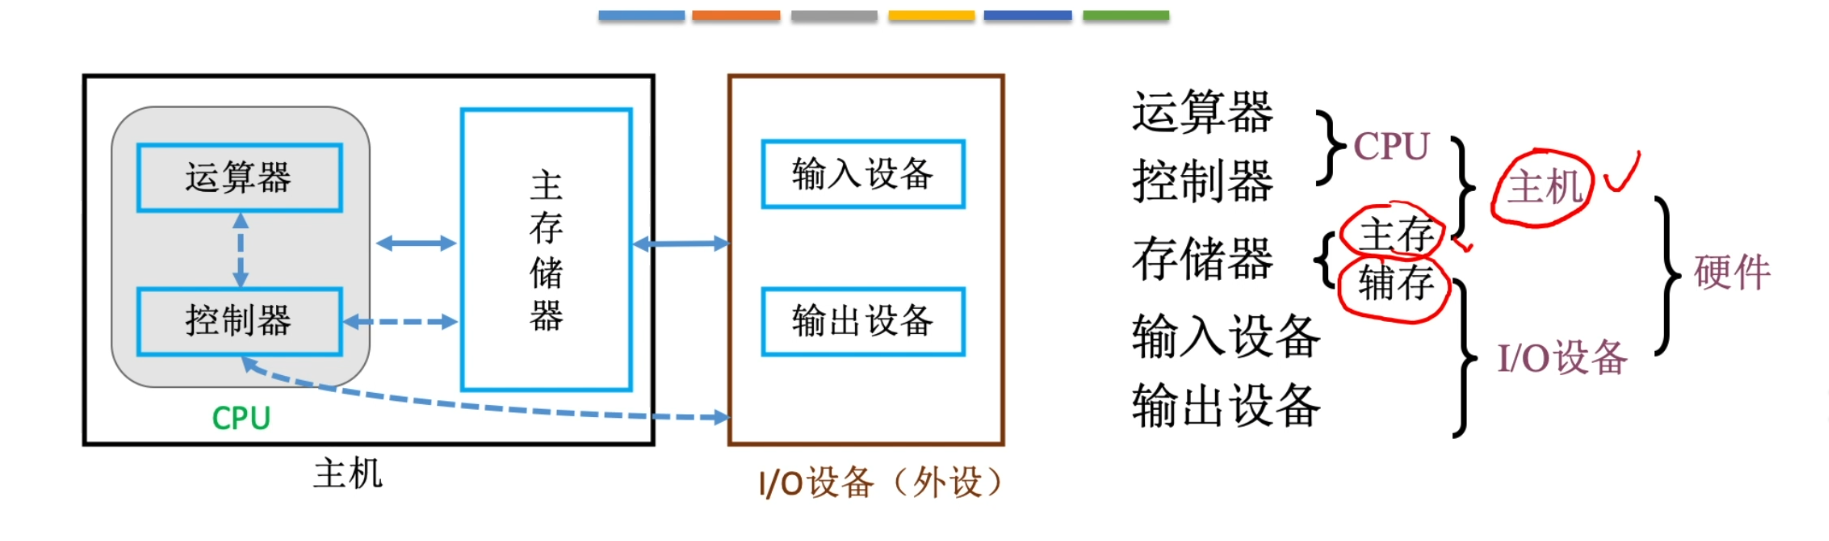 运算器
控制器
CPU
主存储器
主机
输入设备
输出设备
I/O设备（外设）
运算器
控制器
CPU
主机
存储器
主存
辅存
输入设备
输出设备
I/O设备
硬件